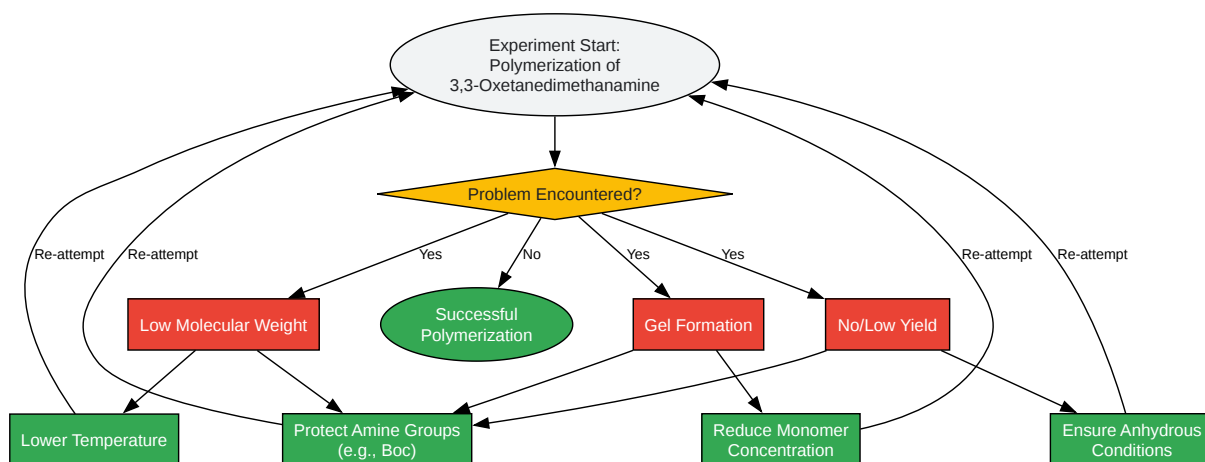 Experiment Start:
Polymerization of
3,3-Oxetanedimethanamine
Problem Encountered?
Yes
No
Yes
Yes
Re-attempt
Re-attempt
Re-attempt
Re-attempt
Low Molecular Weight
Successful
Polymerization
Gel Formation
No/Low Yield
Lower Temperature
Protect Amine Groups
(e.g., Boc)
Reduce Monomer
Concentration
Ensure Anhydrous
Conditions